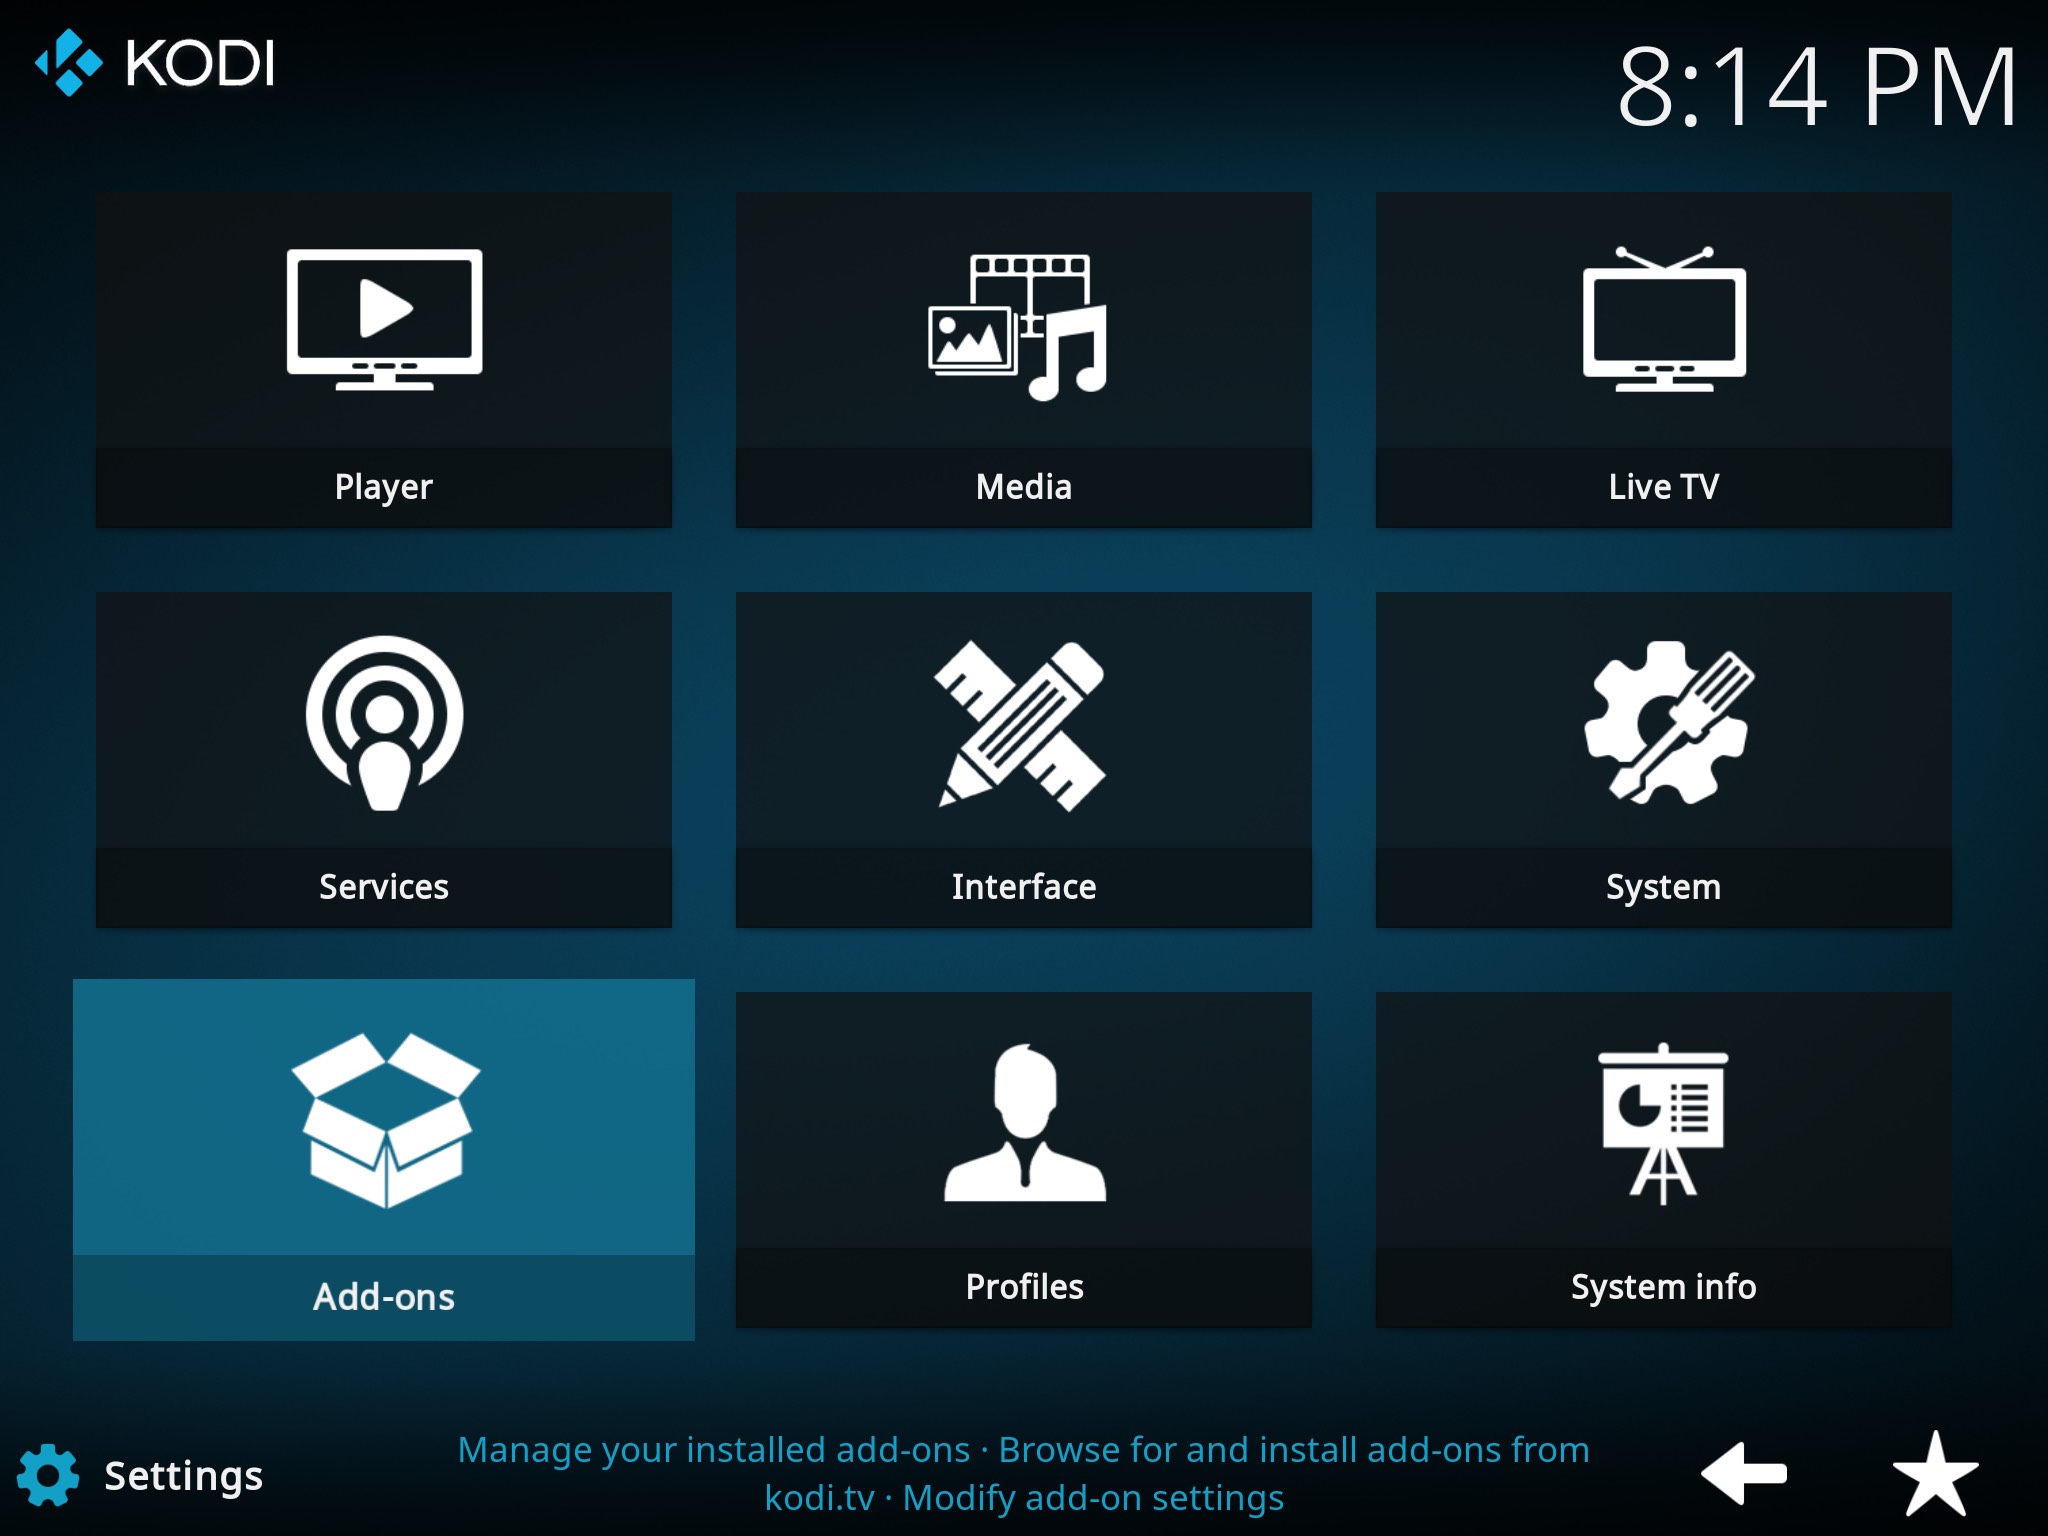 KODI
8:14 PM
Player
Media
Live TV
Services
Interface
System
Add-ons
Profiles
System info
Settings
Manage your installed add-ons · Browse for and install add-ons from
kodi.tv · Modify add-on settings